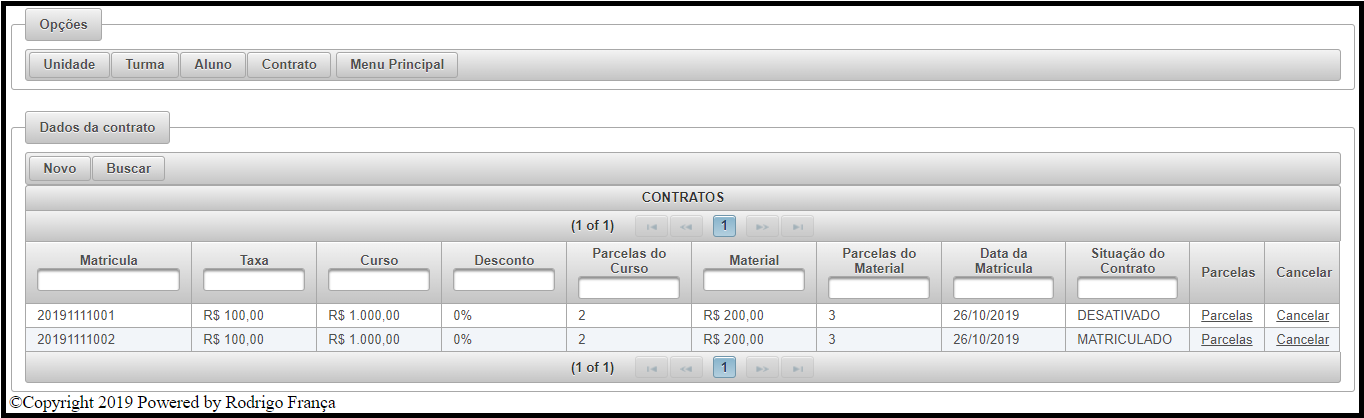 Opções
Unidade Turma Aluno Contrato Menu Principal
Dados da contrato
Novo Buscar
CONTRATOS
(1 of 1) 1
Matricula Taxa Curso Desconto Parcelas do Curso Material Parcelas do Material Data da Matricula Situação do Contrato Parcelas Cancelar
20191111001 R$ 100,00 R$ 1.000,00 0% 2 R$ 200,00 3 26/10/2019 DESATIVADO Parcelas Cancelar
20191111002 R$ 100,00 R$ 1.000,00 0% 2 R$ 200,00 3 26/10/2019 MATRICULADO Parcelas Cancelar
(1 of 1) 1
©Copyright 2019 Powered by Rodrigo França